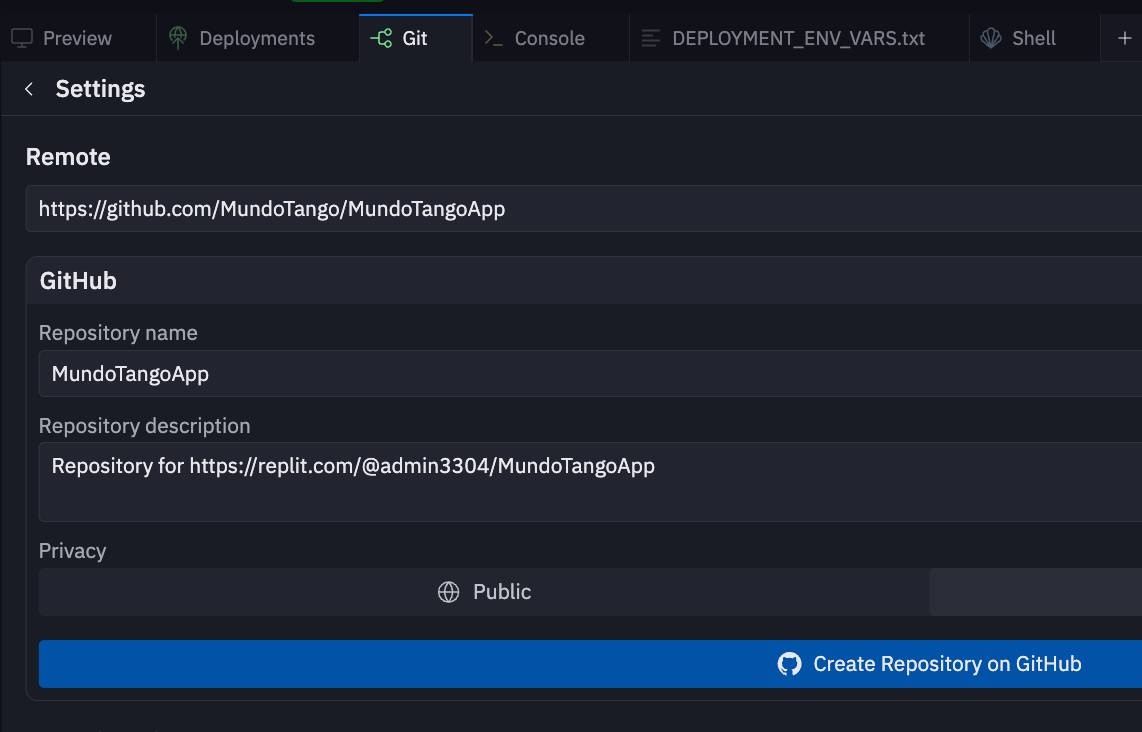 Preview Deployments Git Console DEPLOYMENT_ENV_VARS.txt Shell +
Settings
Remote
https://github.com/MundoTango/MundoTangoApp
GitHub
Repository name
MundoTangoApp
Repository description
Repository for https://replit.com/@admin3304/MundoTangoApp
Privacy
Public
Create Repository on GitHub